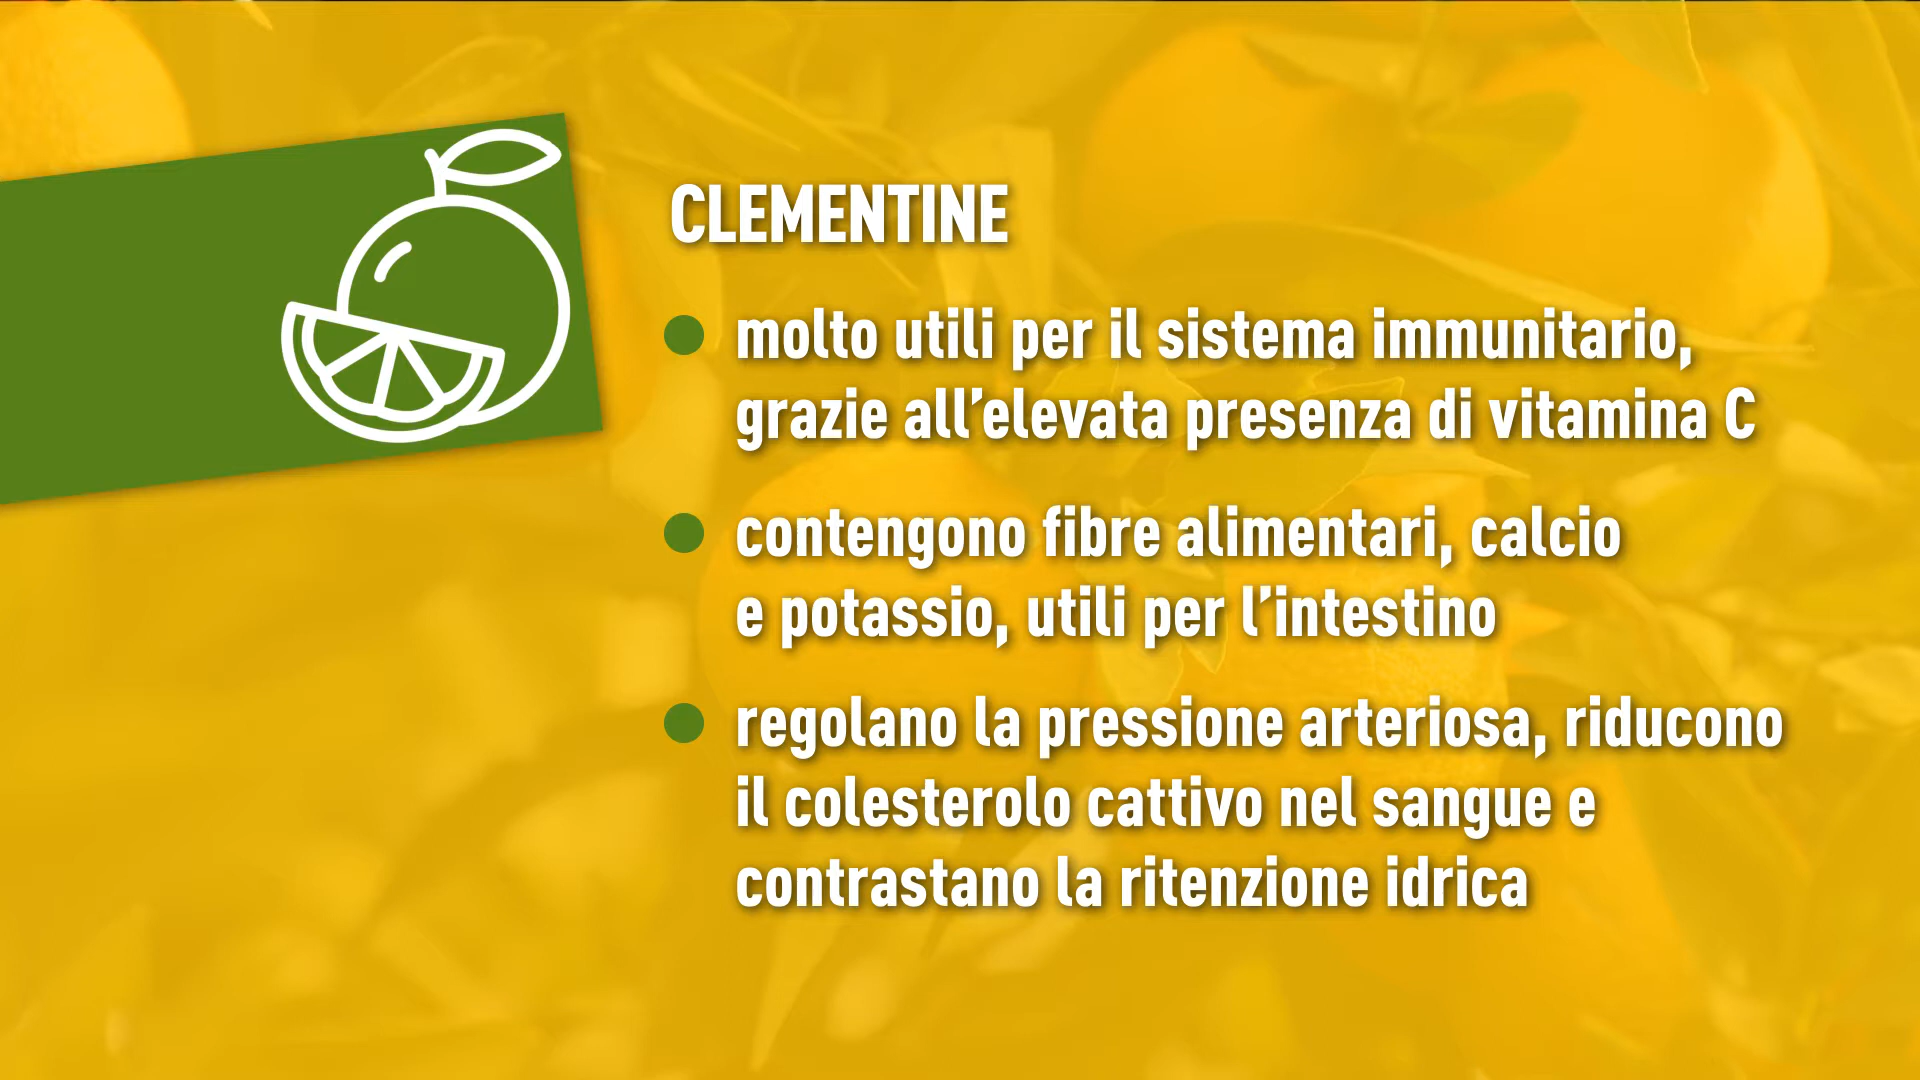 CLEMENTINE
molto utili per il sistema immunitario,
grazie all’elevata presenza di vitamina C
contengono fibre alimentari, calcio
e potassio, utili per l’intestino
regolano la pressione arteriosa, riducono
il colesterolo cattivo nel sangue e
contrastano la ritenzione idrica